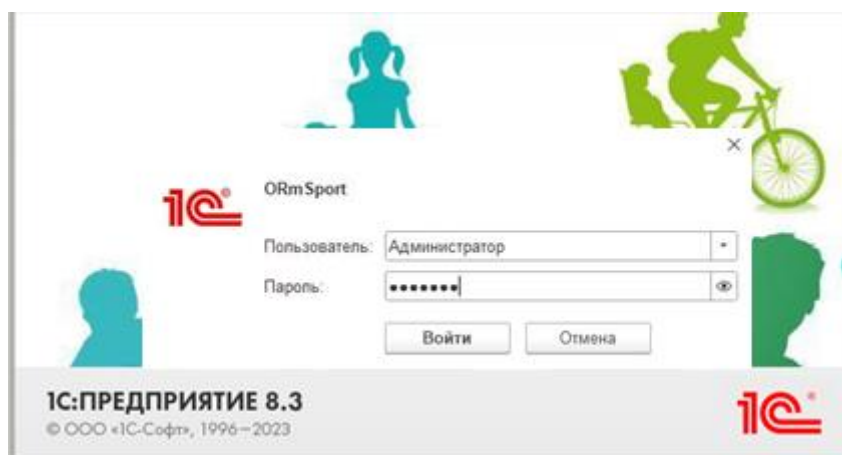 1С®
ORmSport
Пользователь: Администратор
Пароль: •••••••
Войти Отмена
1С:ПРЕДПРИЯТИЕ 8.3
© ООО «1С-Софт», 1996–2023
1С®